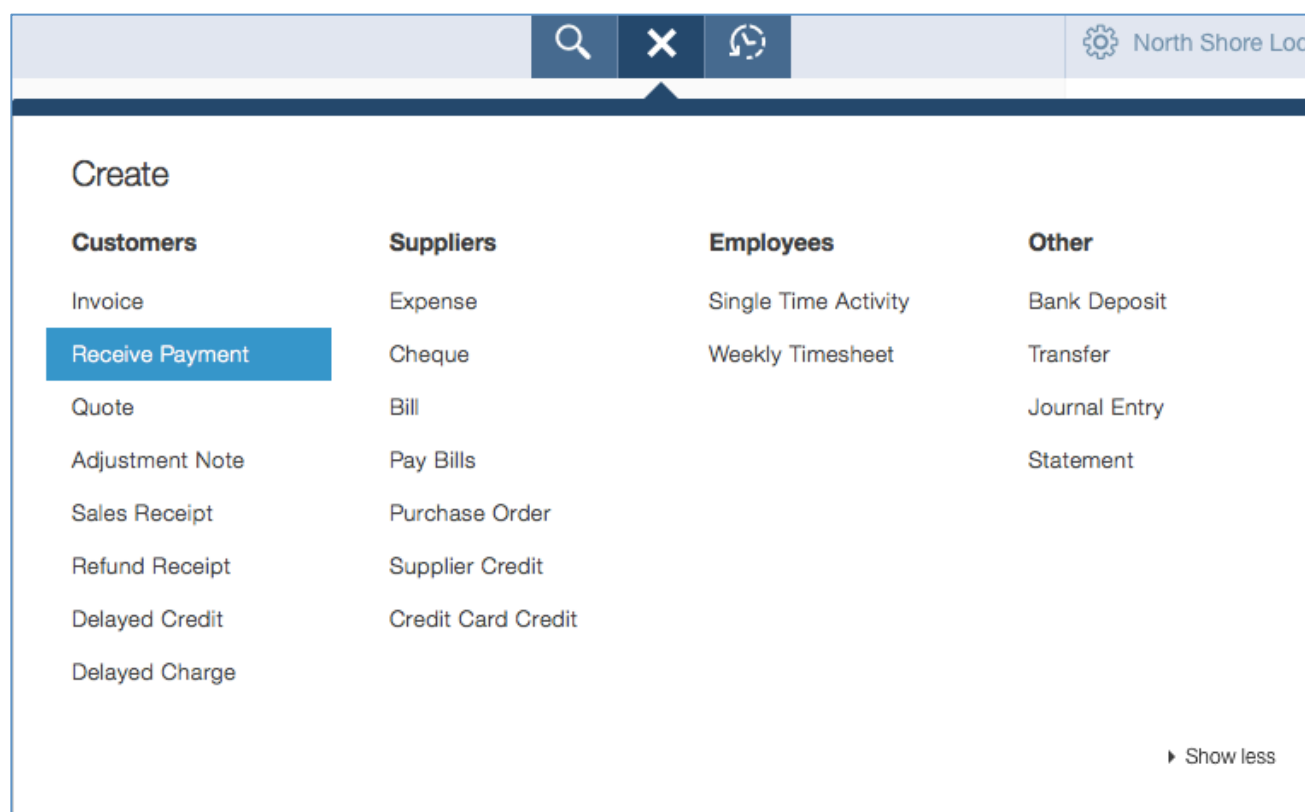 North Shore Loc
Create
Customers
Invoice
Receive Payment
Quote
Adjustment Note
Sales Receipt
Refund Receipt
Delayed Credit
Delayed Charge
Suppliers
Expense
Cheque
Bill
Pay Bills
Purchase Order
Supplier Credit
Credit Card Credit
Employees
Single Time Activity
Weekly Timesheet
Other
Bank Deposit
Transfer
Journal Entry
Statement
Show less